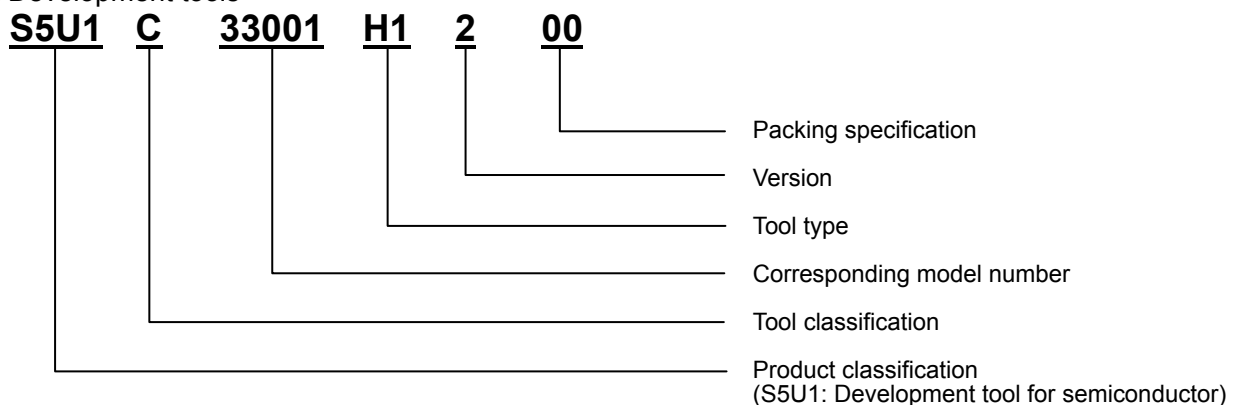 Development tools
S5U1 C 33001 H1 2 00
Packing specification
Version
Tool type
Corresponding model number
Tool classification
Product classification
(S5U1: Development tool for semiconductor)